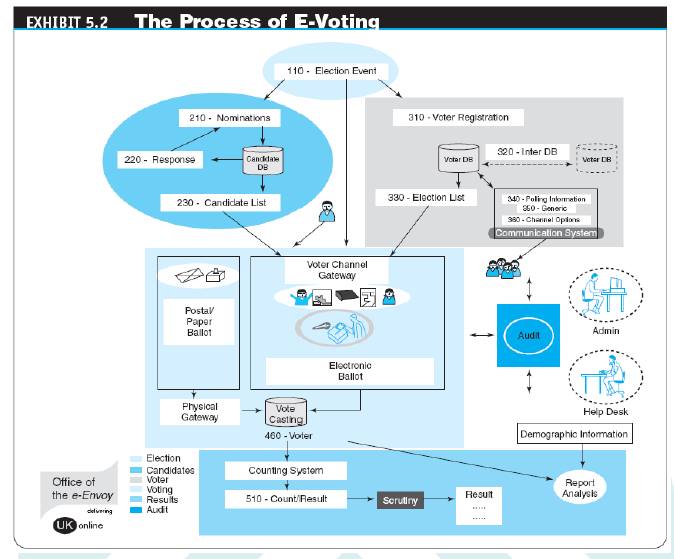 EXHIBIT 5.2 The Process of E-Voting
110 - Election Event
210 - Nominations
220 - Response
Candidate
DB
230 - Candidate List
310 - Voter Registration
Voter DB
320 - Inter DB
Voter DB
330 - Election List
340 - Polling Information
350 - Generic
360 - Channel Options
Communication System
Voter Channel
Gateway
Postal/
Paper
Ballot
Electronic
Ballot
Audit
Admin
Help Desk
Physical
Gateway
Vote
Casting
460 - Voter
Demographic Information
Counting System
510 - Count/Result
Scrutiny
Result
.....
.....
Report
Analysis
Election
Candidates
Voter
Voting
Results
Audit
Office of
the e-Envoy
delivering
UK online